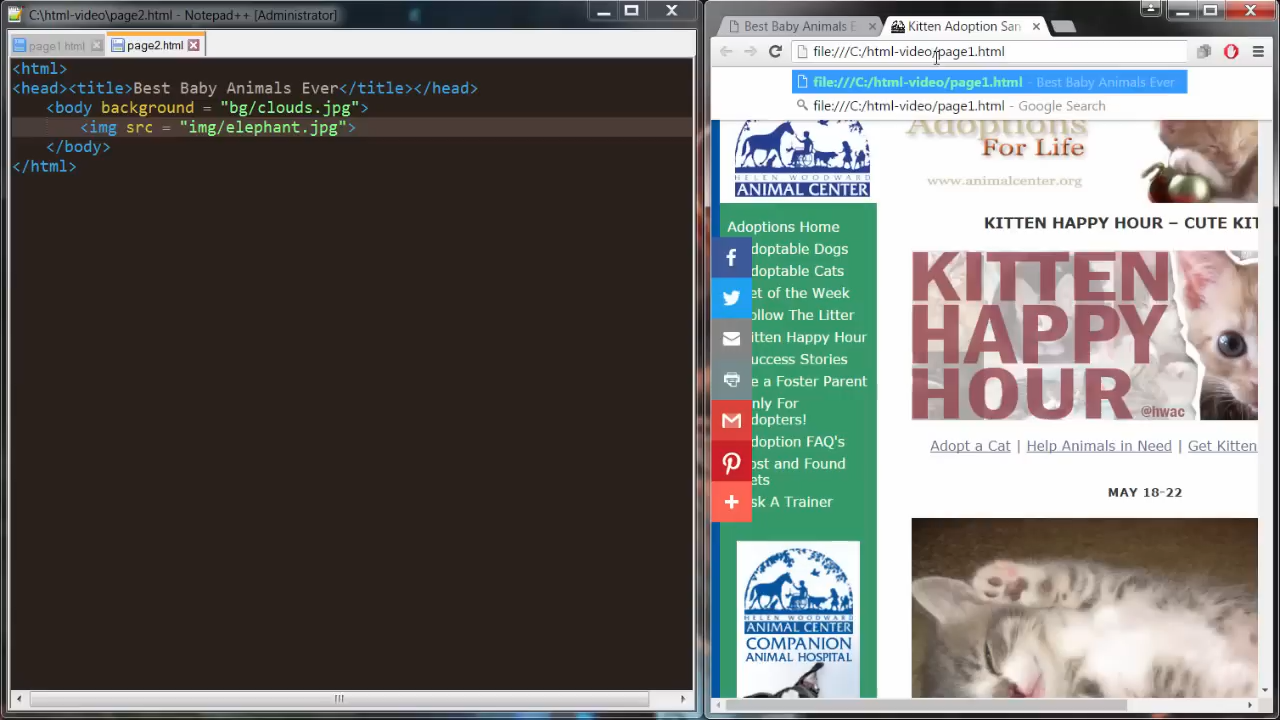 C:\html-video\page2.html - Notepad++ [Administrator]
page1.html
page2.html
<html>
<head><title>Best Baby Animals Ever</title></head>
<body background = "bg/clouds.jpg">
<img src = "img/elephant.jpg">
</body>
</html>
Best Baby Animals E
Kitten Adoption San
file:///C:/html-video/page1.html
file:///C:/html-video/page1.html - Best Baby Animals Ever
file:///C:/html-video/page1.html - Google Search
Adoptions
For Life
www.animalcenter.org
HELEN WOODWARD
ANIMAL CENTER
KITTEN HAPPY HOUR – CUTE KIT
Adoptions Home
doptable Dogs
doptable Cats
et of the Week
ollow The Litter
itten Happy Hour
uccess Stories
e a Foster Parent
nly For
dopters!
doption FAQ's
ost and Found
ets
sk A Trainer
KITTEN
HAPPY
HOUR
@hwac
Adopt a Cat | Help Animals in Need | Get Kitten
MAY 18-22
HELEN WOODWARD
ANIMAL CENTER
COMPANION
ANIMAL HOSPITAL